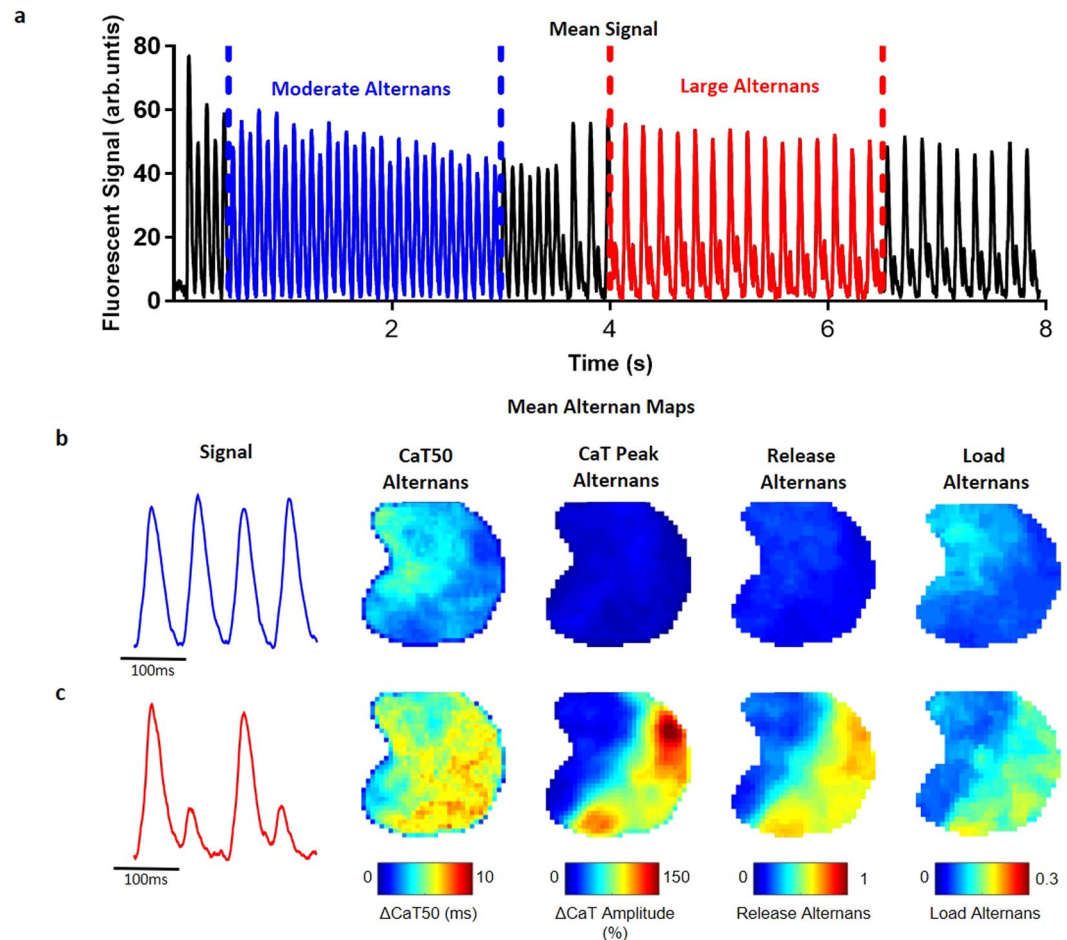 a
Mean Signal
Fluorescent Signal (arb.untis)
80
60
40
20
0
Moderate Alternans
Large Alternans
2
4
6
8
Time (s)
Mean Alternan Maps
b
Signal
CaT50
Alternans
CaT Peak
Alternans
Release
Alternans
Load
Alternans
100ms
c
100ms
0
10
ΔCaT50 (ms)
0
150
ΔCaT Amplitude
(%)
0
1
Release Alternans
0
0.3
Load Alternans